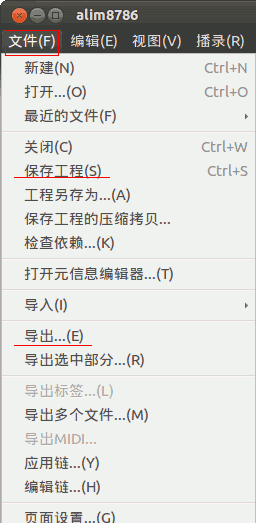 alim8786
文件(F) 编辑(E) 视图(V) 播录(R)
新建(N) Ctrl+N
打开...(O) Ctrl+O
最近的文件(F)
关闭(C) Ctrl+W
保存工程(S) Ctrl+S
工程另存为...(A)
保存工程的压缩拷贝...
检查依赖...(K)
打开元信息编辑器...(T)
导入(I)
导出...(E)
导出选中部分...(R)
导出标签...(L)
导出多个文件...(M)
导出MIDI...
应用链...(Y)
编辑链...(H)
页面设置...(G)